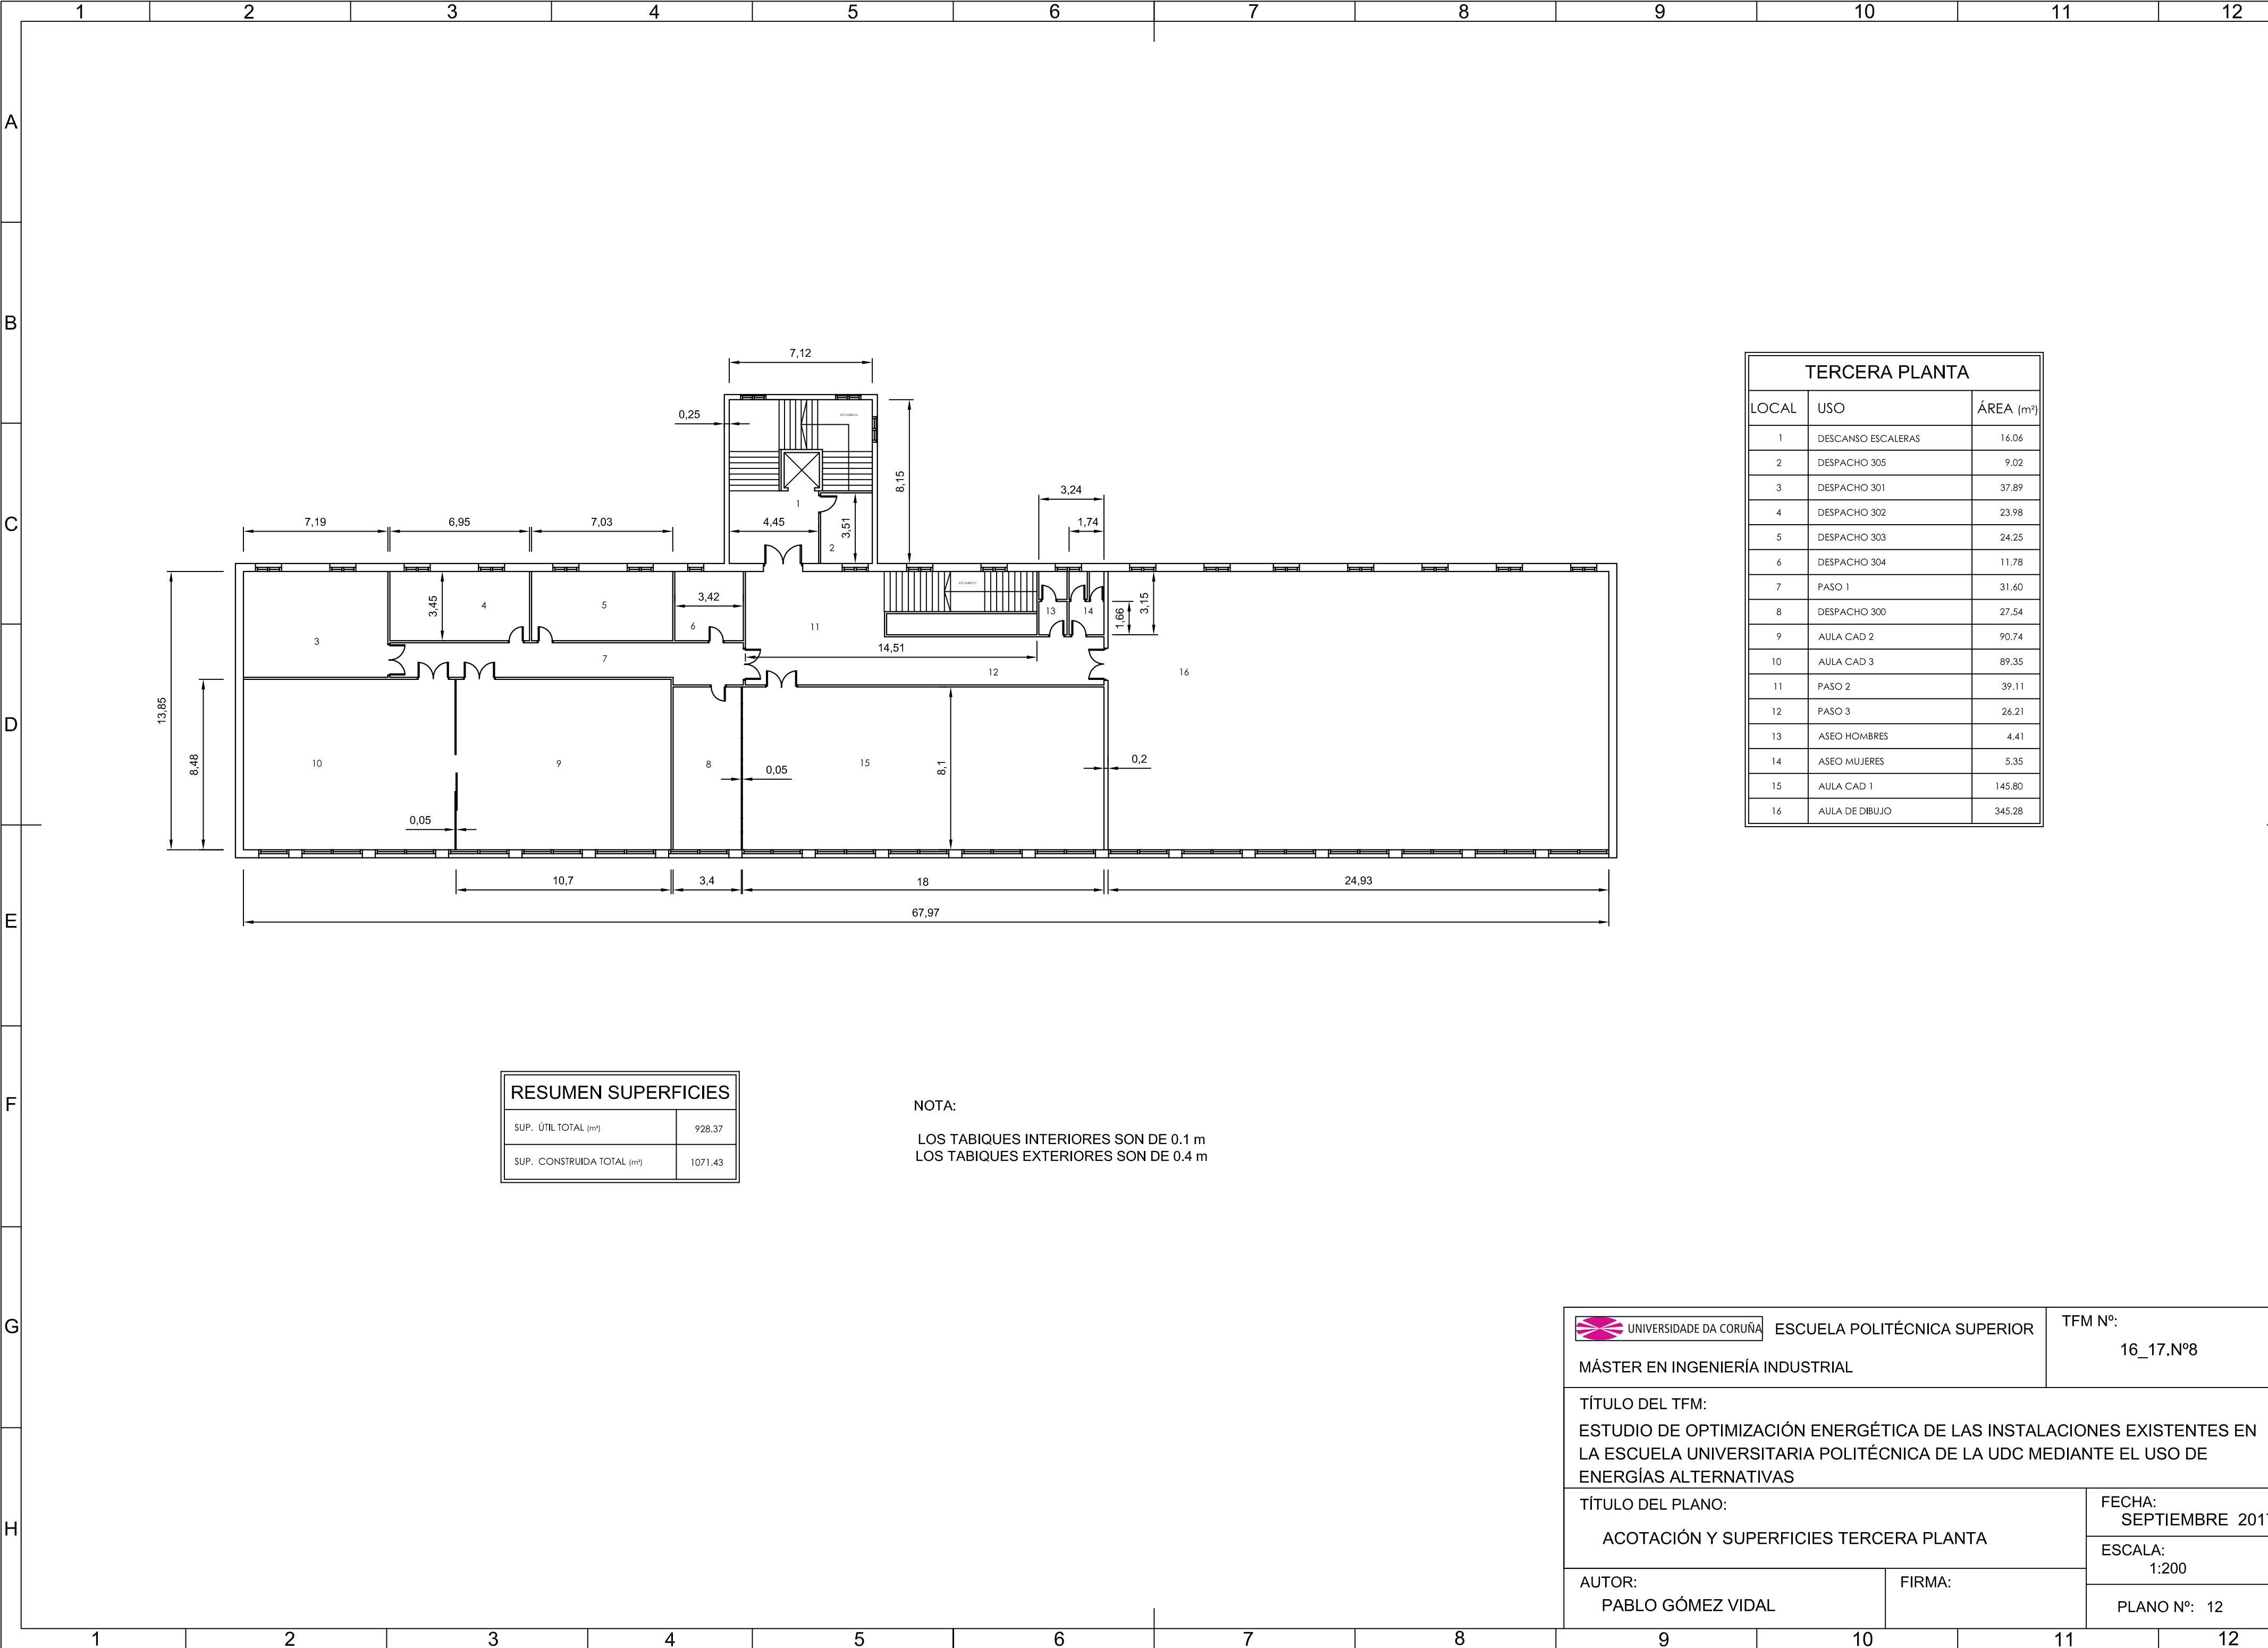 1 2 3 4 5 6 7 8 9 10 11 12
A
B
C
D
E
F
G
H
7,12
0,25
8,15
3,24
1,74
7,19 6,95 7,03 4,45 3,51
1
2
3,45 4 5 3,42 6 11 13 14 1,66 3,15
3 7 14,51 12 16
13,85
8,48
10 9 8 0,05 15 8,1 0,2
0,05
10,7 3,4 18 24,93
67,97
TERCERA PLANTA
LOCAL USO ÁREA (m²)
1 DESCANSO ESCALERAS 16.06
2 DESPACHO 305 9.02
3 DESPACHO 301 37.89
4 DESPACHO 302 23.98
5 DESPACHO 303 24.25
6 DESPACHO 304 11.78
7 PASO 1 31.60
8 DESPACHO 300 27.54
9 AULA CAD 2 90.74
10 AULA CAD 3 89.35
11 PASO 2 39.11
12 PASO 3 26.21
13 ASEO HOMBRES 4.41
14 ASEO MUJERES 5.35
15 AULA CAD 1 145.80
16 AULA DE DIBUJO 345.28
RESUMEN SUPERFICIES
SUP. ÚTIL TOTAL (m²) 928.37
SUP. CONSTRUIDA TOTAL (m²) 1071.43
NOTA:
LOS TABIQUES INTERIORES SON DE 0.1 m
LOS TABIQUES EXTERIORES SON DE 0.4 m
UNIVERSIDADE DA CORUÑA ESCUELA POLITÉCNICA SUPERIOR
MÁSTER EN INGENIERÍA INDUSTRIAL
TFM Nº:
16_17.Nº8
TÍTULO DEL TFM:
ESTUDIO DE OPTIMIZACIÓN ENERGÉTICA DE LAS INSTALACIONES EXISTENTES EN
LA ESCUELA UNIVERSITARIA POLITÉCNICA DE LA UDC MEDIANTE EL USO DE
ENERGÍAS ALTERNATIVAS
TÍTULO DEL PLANO:
ACOTACIÓN Y SUPERFICIES TERCERA PLANTA
FECHA:
SEPTIEMBRE 201
ESCALA:
1:200
AUTOR:
PABLO GÓMEZ VIDAL
FIRMA:
PLANO Nº: 12
1 2 3 4 5 6 7 8 9 10 11 12